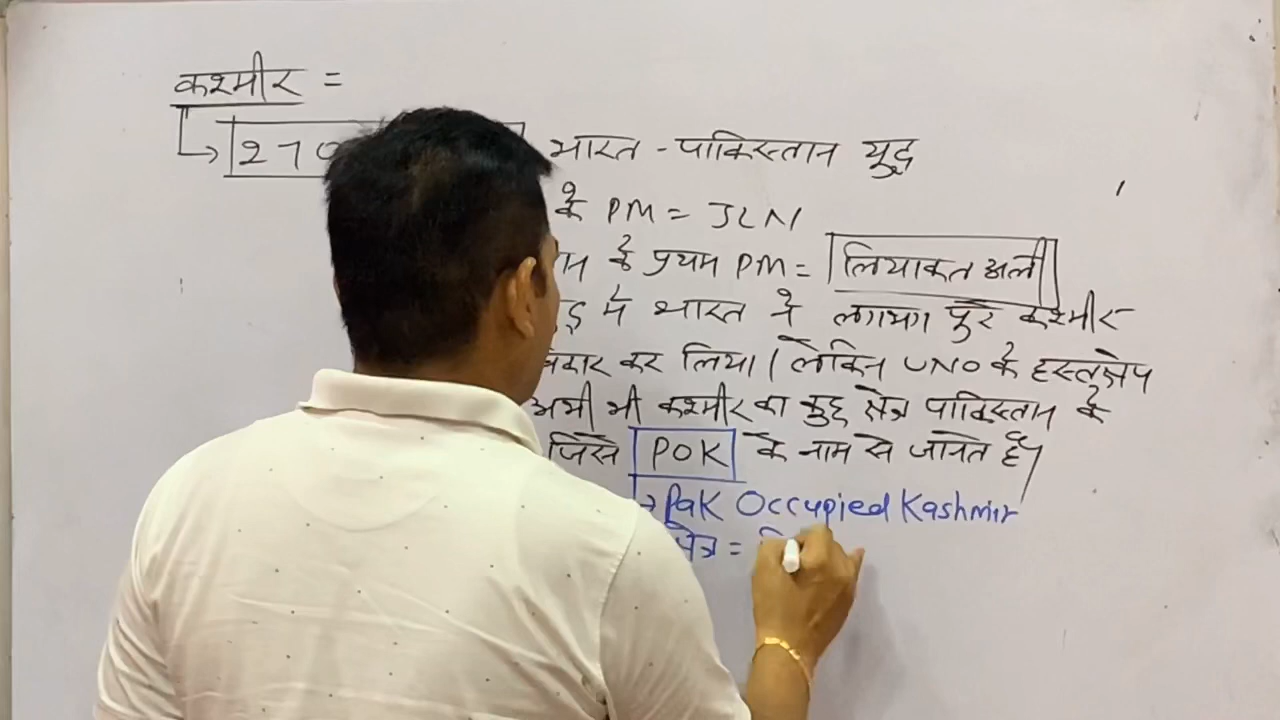 कश्मीर =
→ भारत - पाकिस्तान युद्ध
के PM = JLN
के प्रथम PM = लियाकत अली
में भारत ने लगभग पुरे कश्मीर
कर लिया। लेकिन UNO के हस्तक्षेप
अभी भी कश्मीर का कुछ क्षेत्र पाकिस्तान के
जिसे POK के नाम से जानते है।
→ Pak Occupied Kashmir
क्षेत्र =